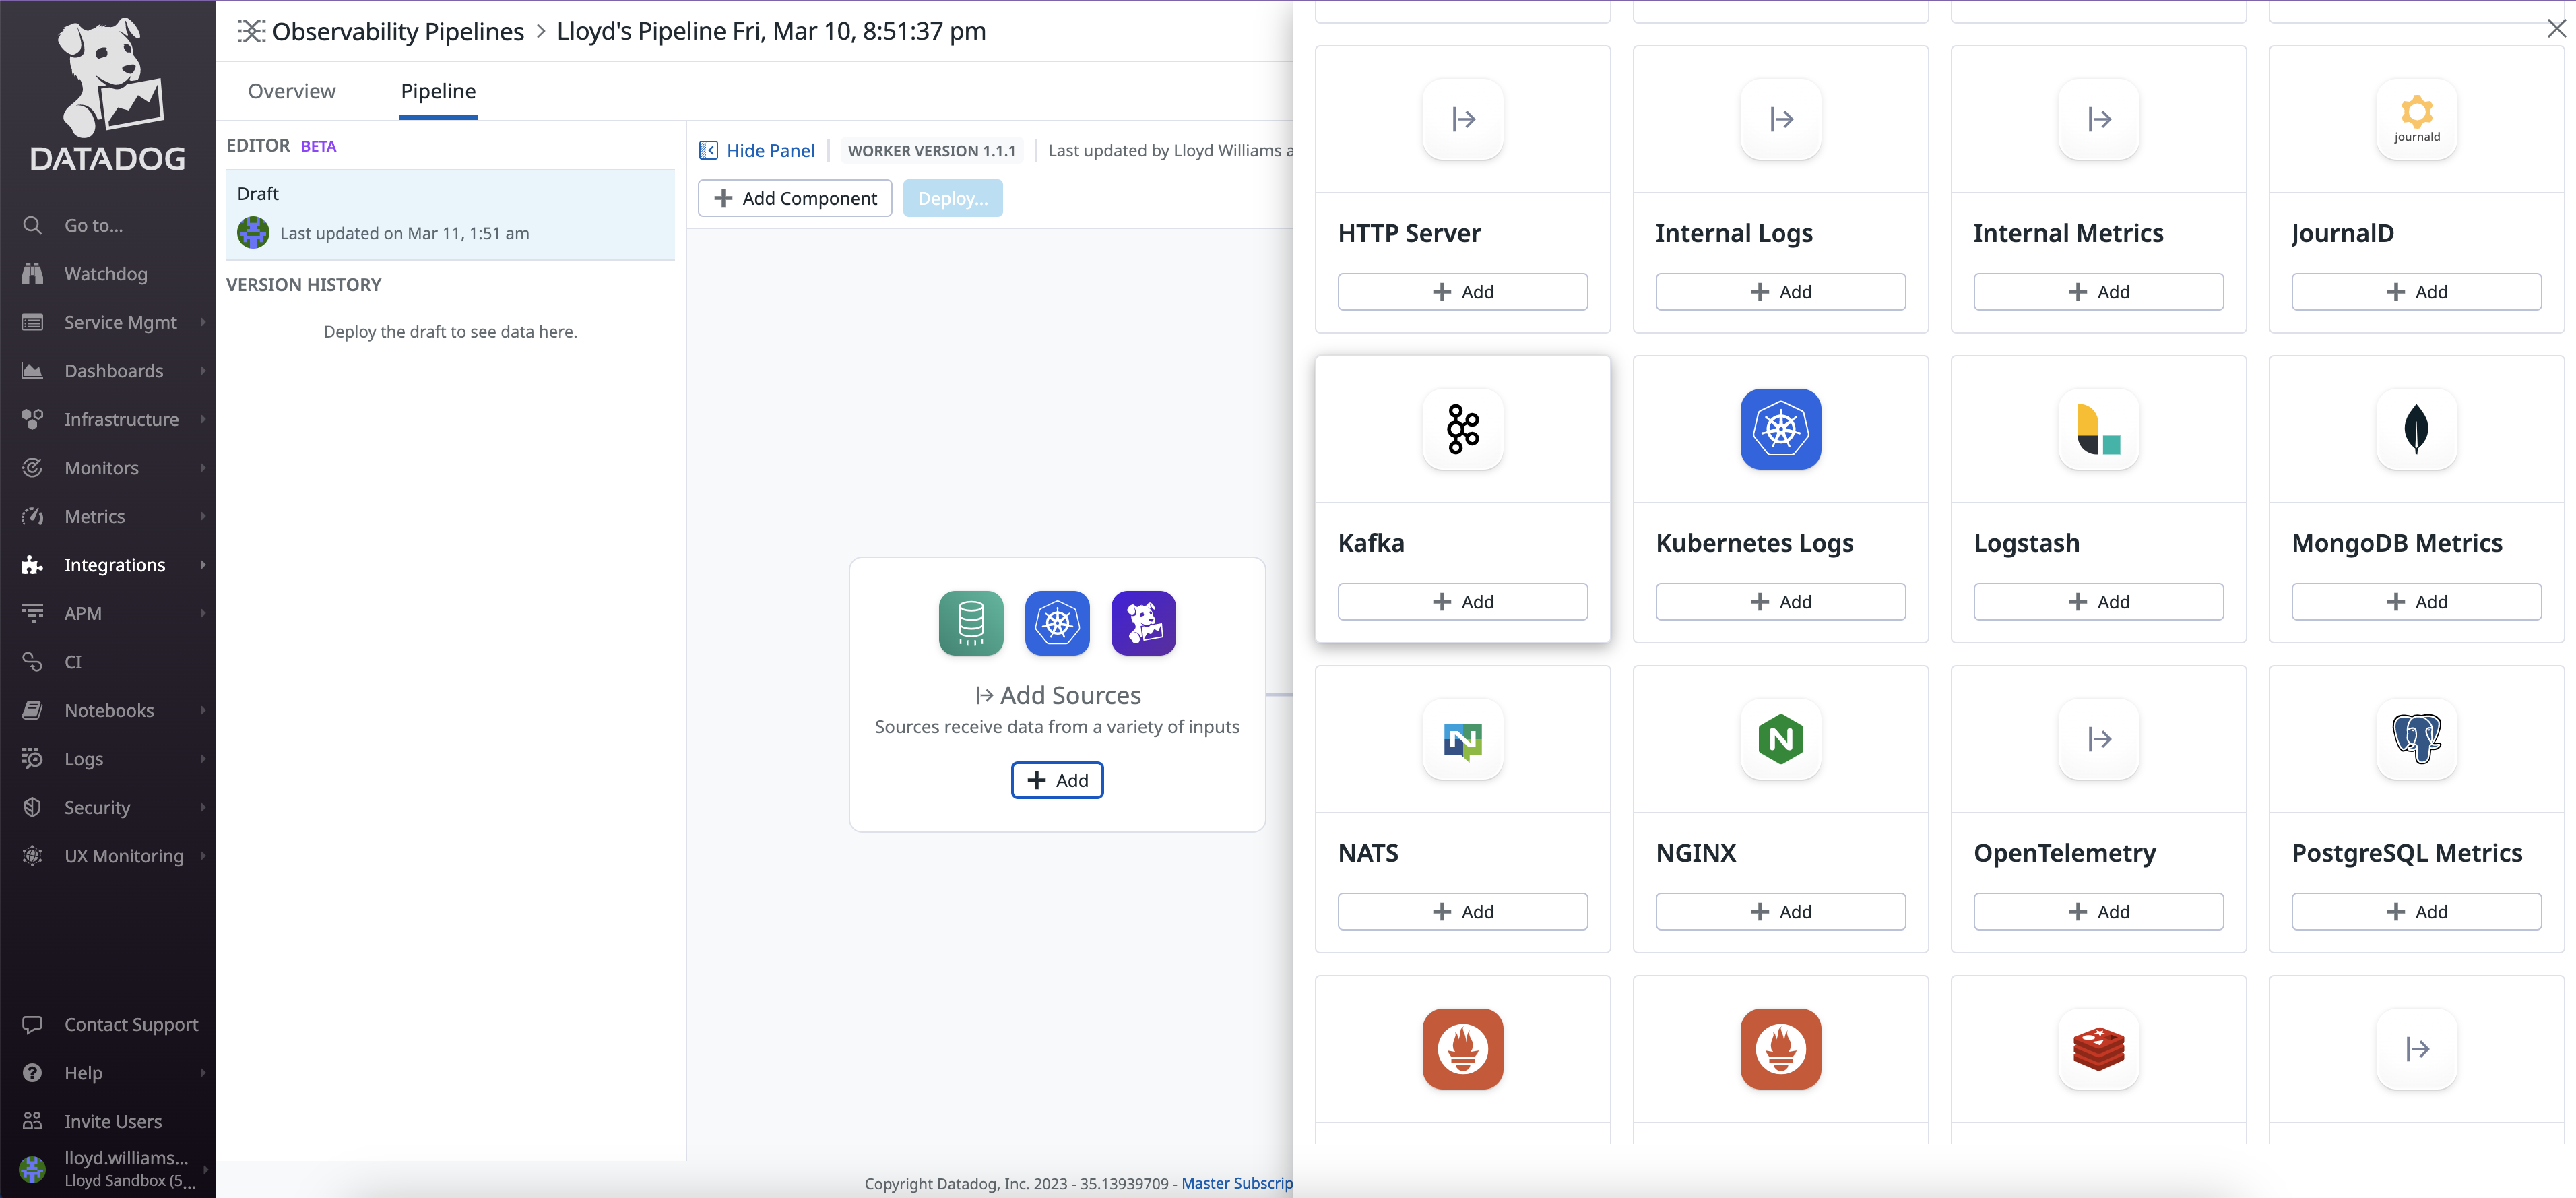 DATADOG
Go to...
Watchdog
Service Mgmt
Dashboards
Infrastructure
Monitors
Metrics
Integrations
APM
CI
Notebooks
Logs
Security
UX Monitoring
Contact Support
Help
Invite Users
lloyd.williams...
Lloyd Sandbox (5...
Observability Pipelines > Lloyd's Pipeline Fri, Mar 10, 8:51:37 pm
Overview
Pipeline
EDITOR BETA
Draft
Last updated on Mar 11, 1:51 am
VERSION HISTORY
Deploy the draft to see data here.
Hide Panel
WORKER VERSION 1.1.1
Last updated by Lloyd Williams a
+ Add Component
Deploy...
Add Sources
Sources receive data from a variety of inputs
+ Add
Copyright Datadog, Inc. 2023 - 35.13939709 - Master Subscrip
journald
HTTP Server
Internal Logs
Internal Metrics
JournalD
+ Add
+ Add
+ Add
+ Add
Kafka
Kubernetes Logs
Logstash
MongoDB Metrics
+ Add
+ Add
+ Add
+ Add
N
N
NATS
NGINX
OpenTelemetry
PostgreSQL Metrics
+ Add
+ Add
+ Add
+ Add